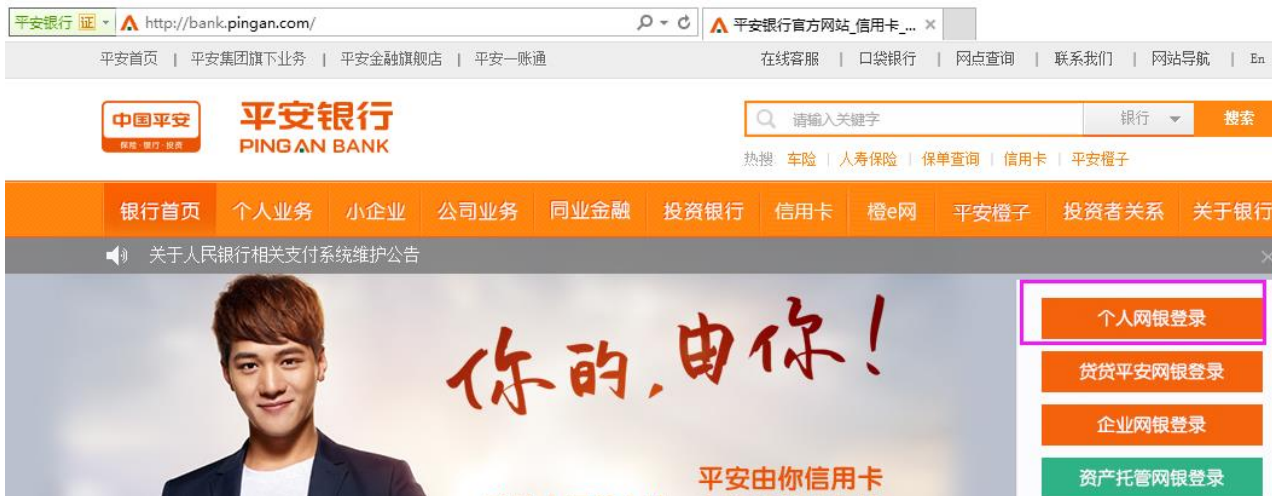 平安银行 证 http://bank.pingan.com/ 平安银行官方网站_信用卡_...
平安首页 | 平安集团旗下业务 | 平安金融旗舰店 | 平安一账通 在线客服 | 口袋银行 | 网点查询 | 联系我们 | 网站导航 | En
中国平安 平安银行
保险·银行·投资 PINGAN BANK
请输入关键字 银行 搜索
热搜 车险 | 人寿保险 | 保单查询 | 信用卡 | 平安橙子
银行首页 个人业务 小企业 公司业务 同业金融 投资银行 信用卡 橙e网 平安橙子 投资者关系 关于银行
关于人民银行相关支付系统维护公告
你的,由你!
个人网银登录
贷贷平安网银登录
企业网银登录
资产托管网银登录
平安由你信用卡